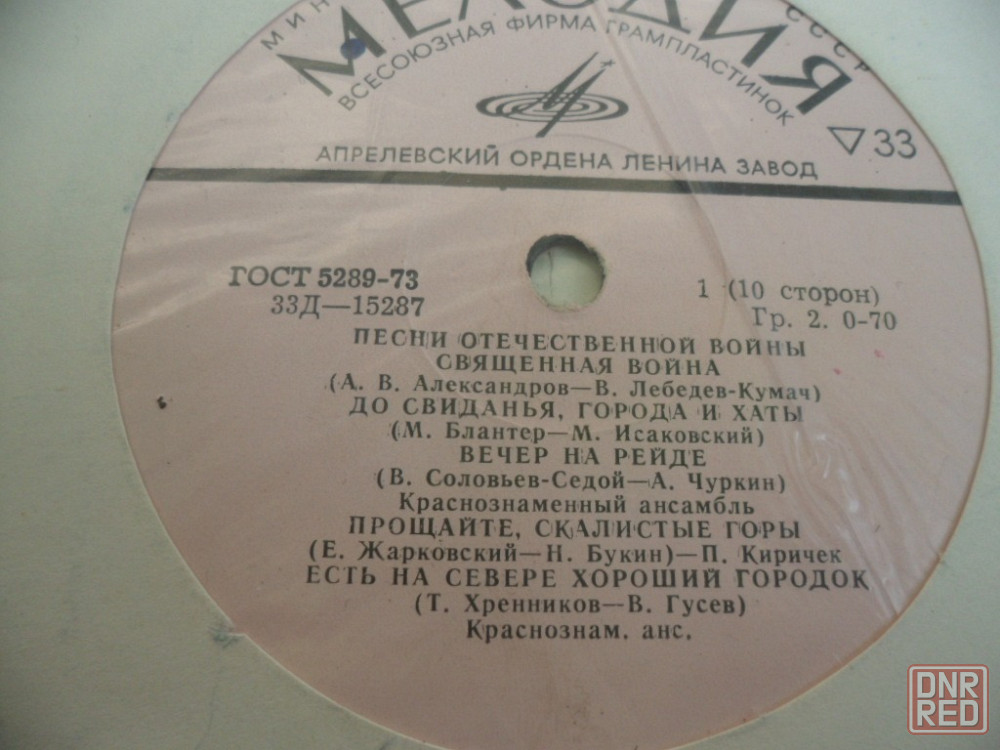 МЕЛОДИЯ
ВСЕСОЮЗНАЯ ФИРМА ГРАМПЛАСТИНОК
33
АПРЕЛЕВСКИЙ ОРДЕНА ЛЕНИНА ЗАВОД
ГОСТ 5289-73
33Д—15287
1 (10 сторон)
Гр. 2. 0-70
ПЕСНИ ОТЕЧЕСТВЕННОЙ ВОЙНЫ
СВЯЩЕННАЯ ВОЙНА
(А. В. Александров—В. Лебедев-Кумач)
ДО СВИДАНЬЯ, ГОРОДА И ХАТЫ
(М. Блантер—М. Исаковский)
ВЕЧЕР НА РЕЙДЕ
(В. Соловьев-Седой—А. Чуркин)
Краснознаменный ансамбль
ПРОЩАЙТЕ, СКАЛИСТЫЕ ГОРЫ
(Е. Жарковский—Н. Букин)—П. Киричек
ЕСТЬ НА СЕВЕРЕ ХОРОШИЙ ГОРОДОК
(Т. Хренников—В. Гусев)
Краснознам. анс.
DNR
RED